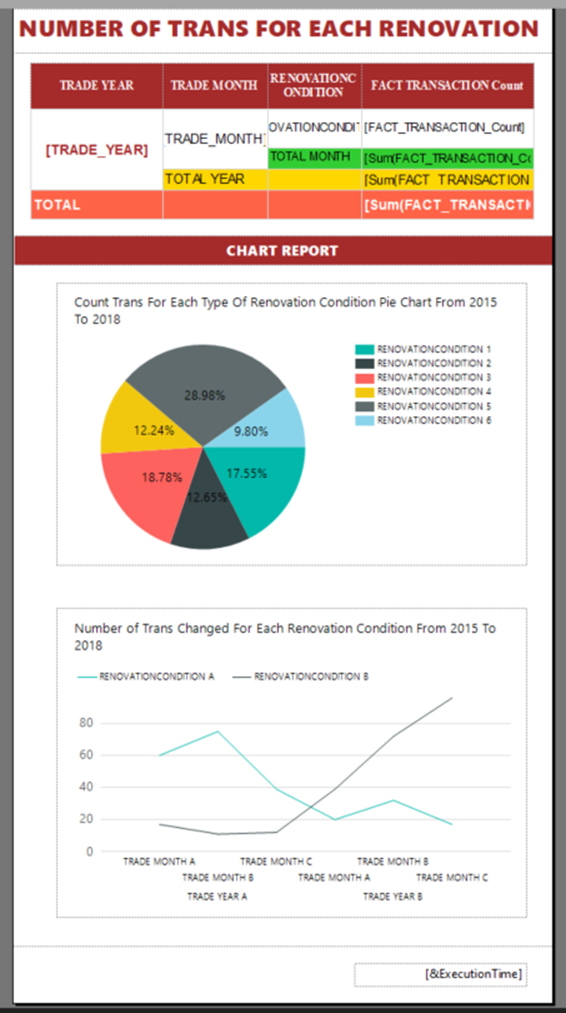 NUMBER OF TRANS FOR EACH RENOVATION
TRADE YEAR TRADE MONTH RENOVATIONC FACT TRANSACTION Count
ONDITION
[TRADE_YEAR] TRADE_MONTH] OVATIONCONDI [FACT_TRANSACTION_Count]
TOTAL MONTH [Sum(FACT_TRANSACTION_Co
TOTAL YEAR [Sum(FACT_TRANSACTION
TOTAL [Sum(FACT_TRANSACTI
CHART REPORT
Count Trans For Each Type Of Renovation Condition Pie Chart From 2015
To 2018
RENOVATIONCONDITION 1
RENOVATIONCONDITION 2
RENOVATIONCONDITION 3
RENOVATIONCONDITION 4
RENOVATIONCONDITION 5
RENOVATIONCONDITION 6
28.98%
12.24% 9.80%
18.78% 17.55%
12.65%
Number of Trans Changed For Each Renovation Condition From 2015 To
2018
RENOVATIONCONDITION A RENOVATIONCONDITION B
80
60
40
20
0
TRADE MONTH A TRADE MONTH C TRADE MONTH B
TRADE MONTH B TRADE MONTH A TRADE MONTH C
TRADE YEAR A TRADE YEAR B
[&ExecutionTime]